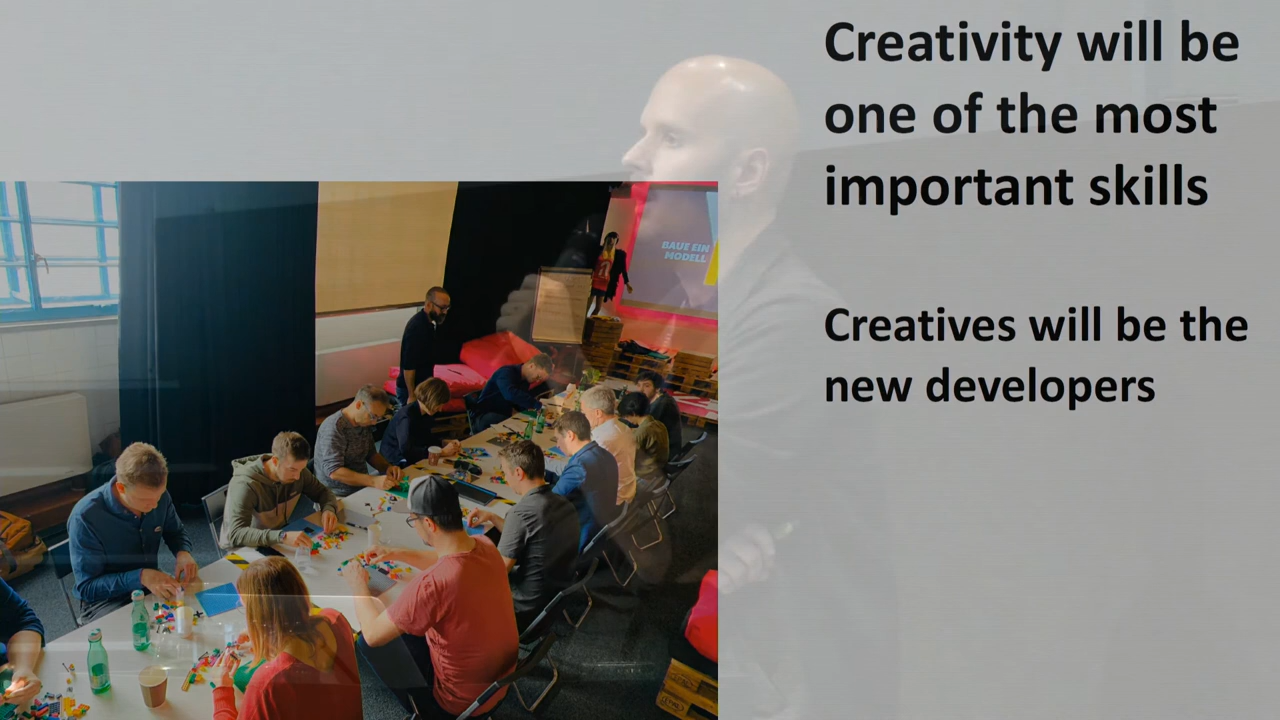 Creativity will be
one of the most
important skills
BAUE EIN
MODELL
Creatives will be the
new developers